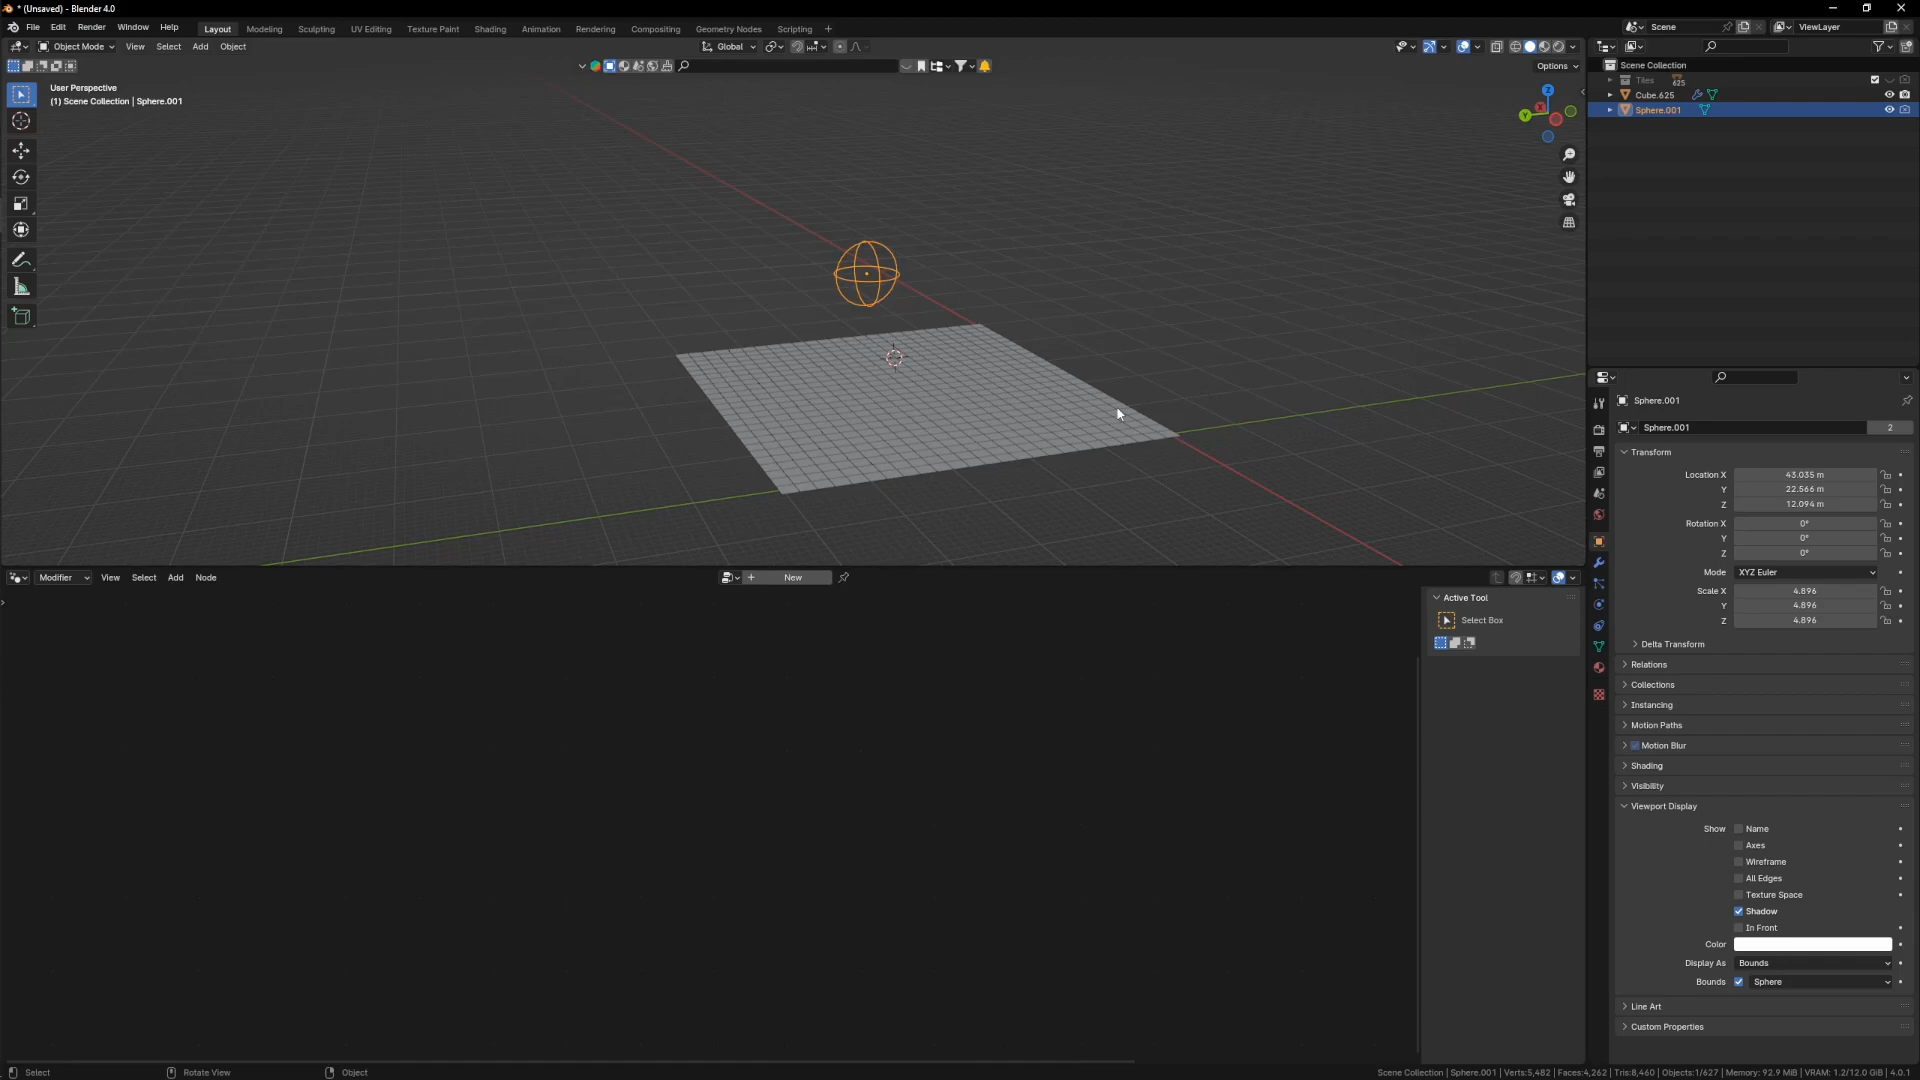 * (Unsaved) - Blender 4.0
File Edit Render Window Help Layout Modeling Sculpting UV Editing Texture Paint Shading Animation Rendering Compositing Geometry Nodes Scripting + Scene ViewLayer
Object Mode View Select Add Object Global
Options
User Perspective
(1) Scene Collection | Sphere.001
Z
X
Y
Scene Collection
Tiles 625
Cube.625
Sphere.001
Sphere.001
Sphere.001 2
Transform
Location X 43.035 m
Y 22.566 m
Z 12.094 m
Rotation X 0°
Y 0°
Z 0°
Mode XYZ Euler
Scale X 4.896
Y 4.896
Z 4.896
Delta Transform
Relations
Collections
Instancing
Motion Paths
Motion Blur
Shading
Visibility
Viewport Display
Show Name
Axes
Wireframe
All Edges
Texture Space
Shadow
In Front
Color
Display As Bounds
Bounds Sphere
Line Art
Custom Properties
Modifier View Select Add Node + New
Active Tool
Select Box
Select Rotate View Object Scene Collection | Sphere.001 | Verts:5,482 | Faces:4,262 | Tris:8,460 | Objects:1/627 | Memory: 92.9 MiB | VRAM: 1.2/12.0 GiB | 4.0.1